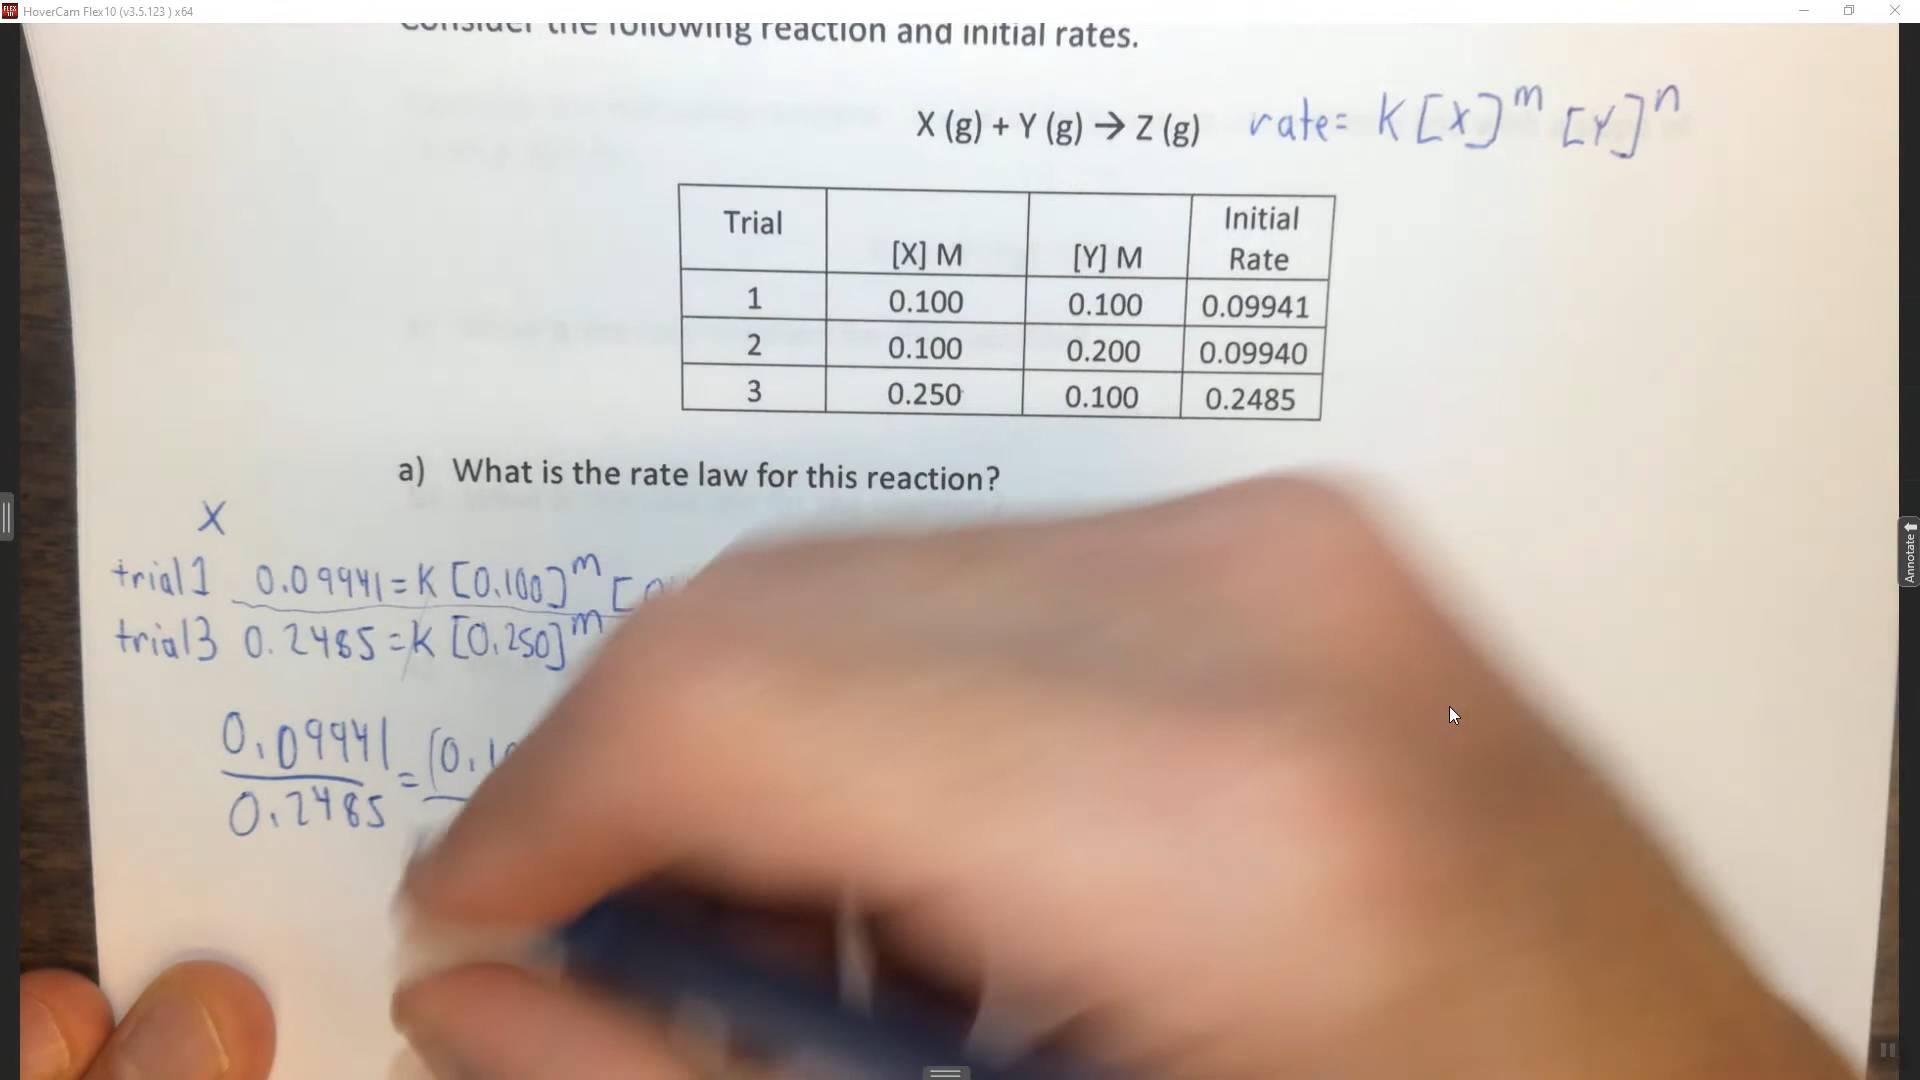 HoverCam Flex10 (v3.5.123 ) x64
Consider the following reaction and initial rates.
X (g) + Y (g) → Z (g) rate= K[X]^m [Y]^n
Trial [X] M [Y] M Initial Rate
1 0.100 0.100 0.09941
2 0.100 0.200 0.09940
3 0.250 0.100 0.2485
a) What is the rate law for this reaction?
X
trial 1 0.09941 = K [0.100]^m [0
trial 3 0.2485 = K [0.250]^m
0.09941 = (0.10
0.2485
Annotate